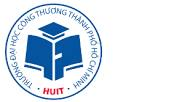 TRƯỜNG ĐẠI HỌC CÔNG THƯƠNG THÀNH PHỐ HỒ CHÍ MINH
HUIT